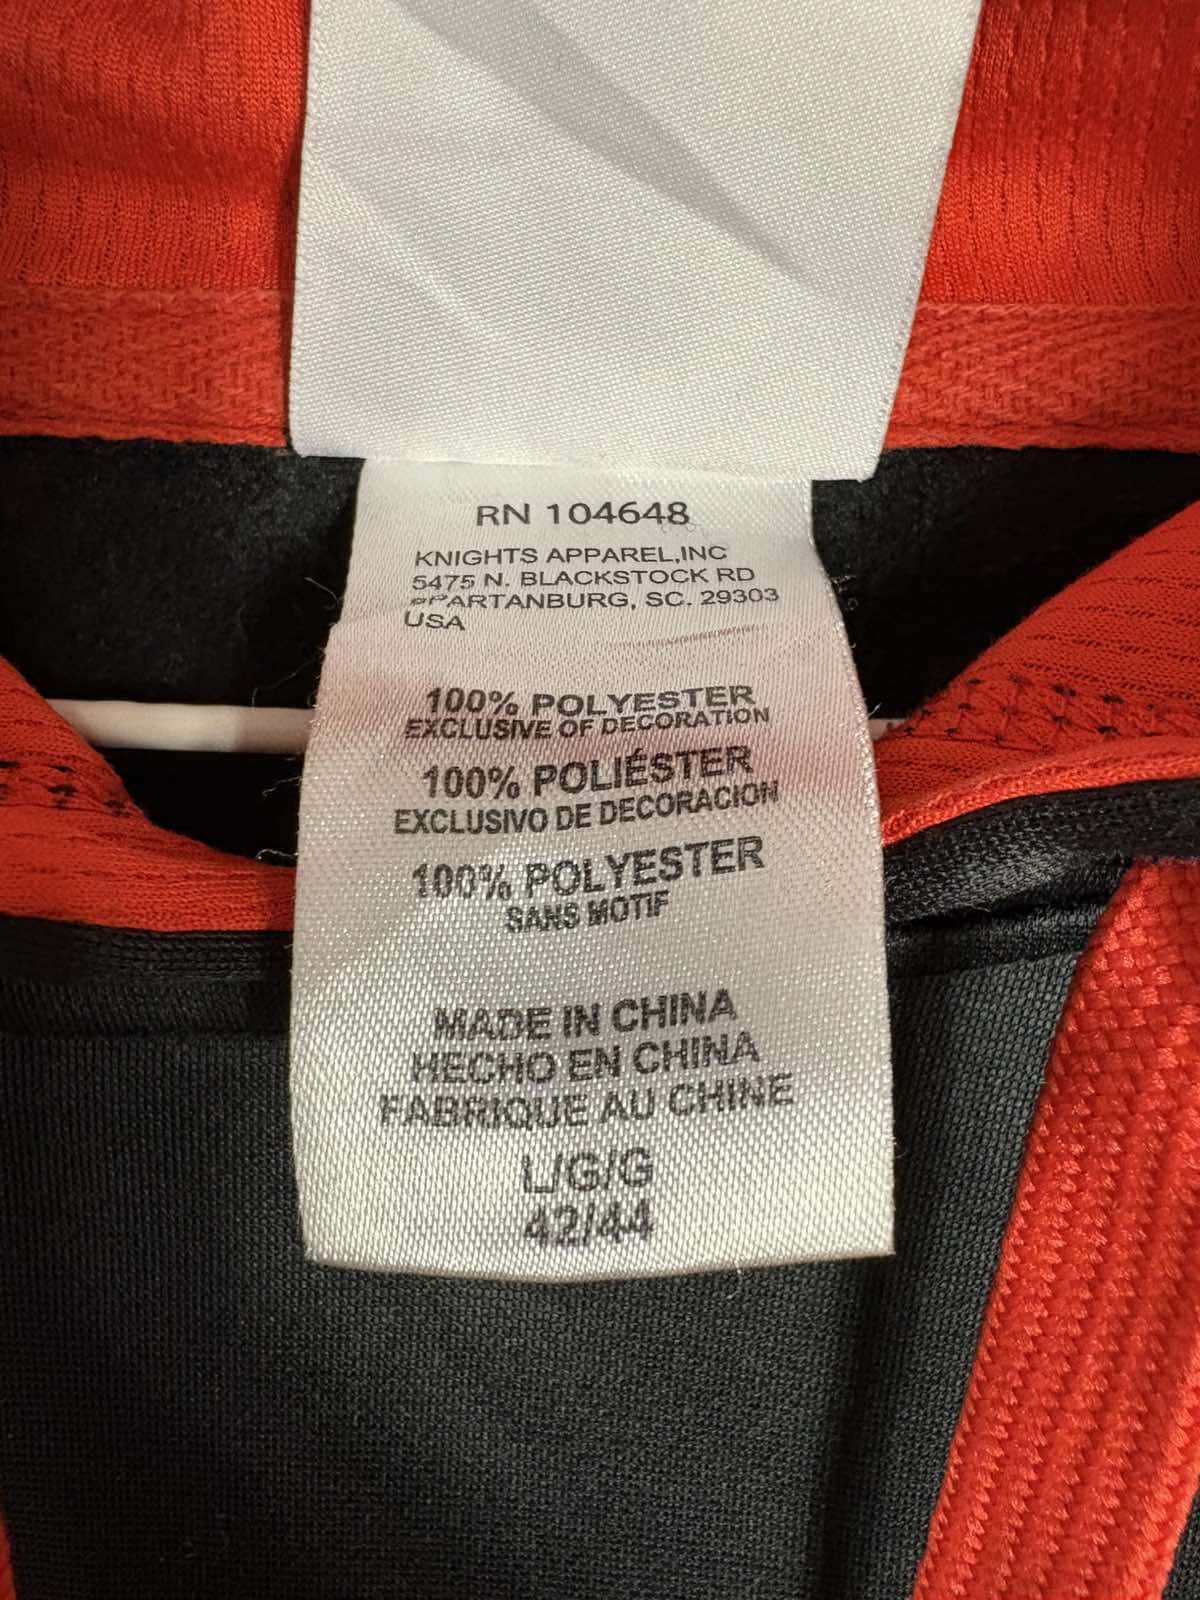 RN 104648
KNIGHTS APPAREL,INC
5475 N. BLACKSTOCK RD
SPARTANBURG, SC. 29303
USA
100% POLYESTER
EXCLUSIVE OF DECORATION
100% POLIÉSTER
EXCLUSIVO DE DECORACION
100% POLYESTER
SANS MOTIF
MADE IN CHINA
HECHO EN CHINA
FABRIQUE AU CHINE
L/G/G
42/44